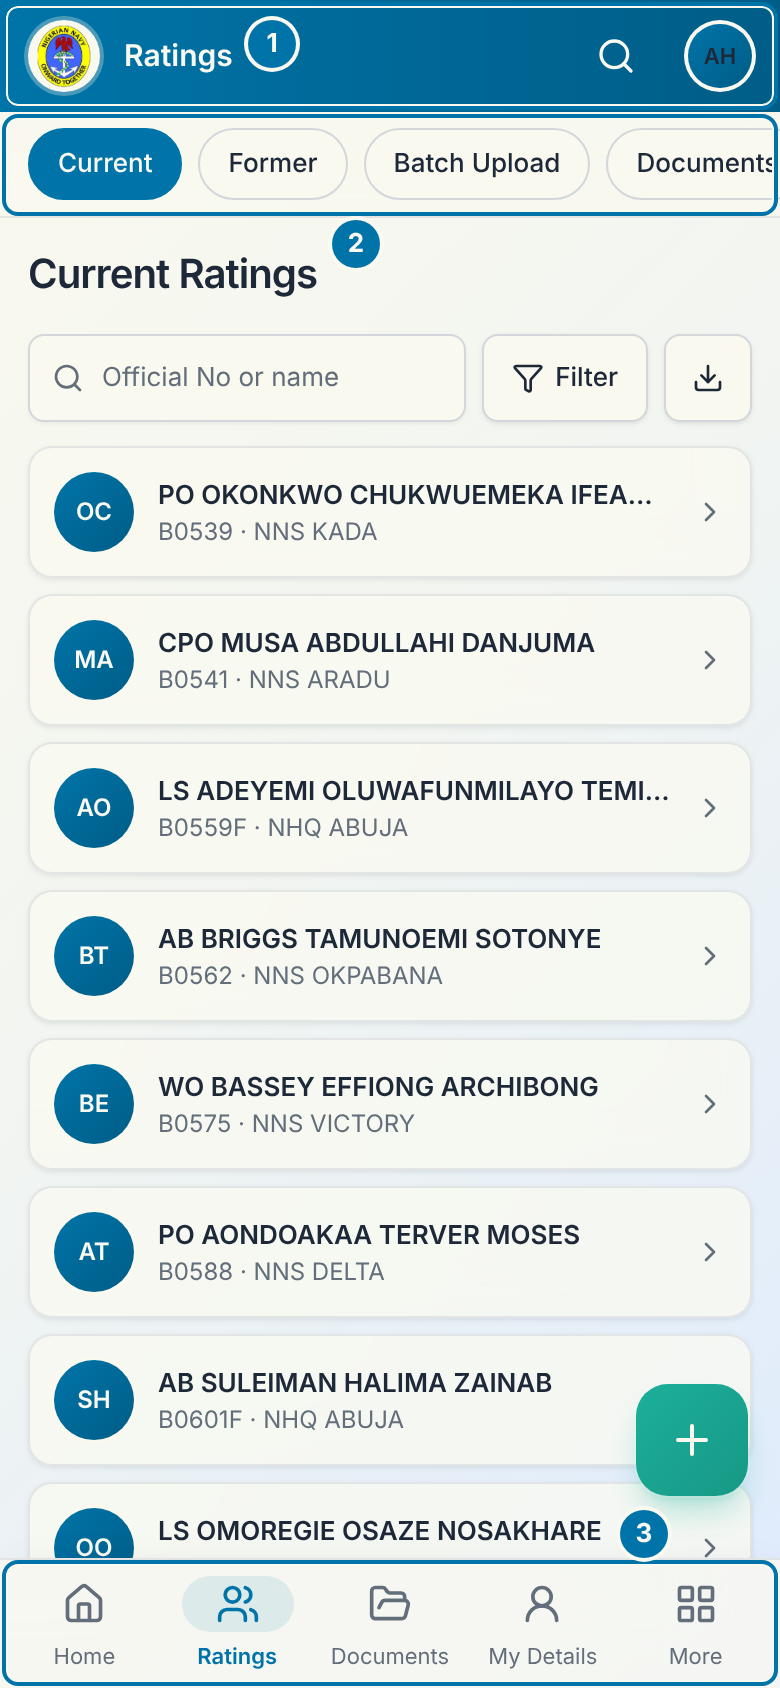 NIGERIAN NAVY
ONWARD TOGETHER
Ratings
1
AH
Current
Former
Batch Upload
Documents
2
Current Ratings
Official No or name
Filter
OC
PO OKONKWO CHUKWUEMEKA IFEA...
B0539 · NNS KADA
MA
CPO MUSA ABDULLAHI DANJUMA
B0541 · NNS ARADU
AO
LS ADEYEMI OLUWAFUNMILAYO TEMI...
B0559F · NHQ ABUJA
BT
AB BRIGGS TAMUNOEMI SOTONYE
B0562 · NNS OKPABANA
BE
WO BASSEY EFFIONG ARCHIBONG
B0575 · NNS VICTORY
AT
PO AONDOAKAA TERVER MOSES
B0588 · NNS DELTA
SH
AB SULEIMAN HALIMA ZAINAB
B0601F · NHQ ABUJA
OO
LS OMOREGIE OSAZE NOSAKHARE
3
Home
Ratings
Documents
My Details
More